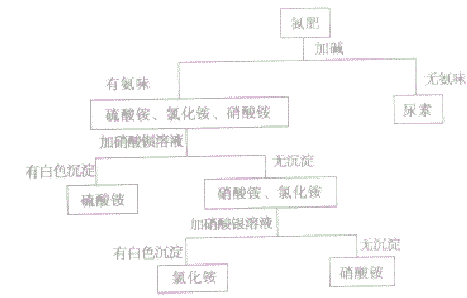 氮肥
加碱
有氨味
无氨味
硫酸铵、氯化铵、硝酸铵
尿素
加硝酸钡溶液
有白色沉淀
无沉淀
硫酸铵
硝酸铵、氯化铵
加硝酸银溶液
有白色沉淀
无沉淀
氯化铵
硝酸铵